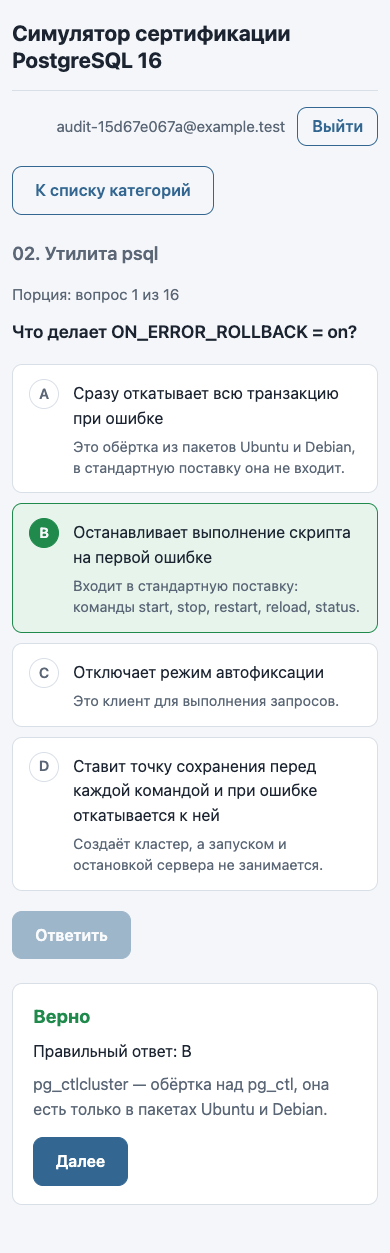 Симулятор сертификации
PostgreSQL 16
audit-15d67e067a@example.test
Выйти
К списку категорий
02. Утилита psql
Порция: вопрос 1 из 16
Что делает ON_ERROR_ROLLBACK = on?
A
Сразу откатывает всю транзакцию
при ошибке
Это обёртка из пакетов Ubuntu и Debian,
в стандартную поставку она не входит.
B
Останавливает выполнение скрипта
на первой ошибке
Входит в стандартную поставку:
команды start, stop, restart, reload, status.
C
Отключает режим автофиксации
Это клиент для выполнения запросов.
D
Ставит точку сохранения перед
каждой командой и при ошибке
откатывается к ней
Создаёт кластер, а запуском и
остановкой сервера не занимается.
Ответить
Верно
Правильный ответ: B
pg_ctlcluster — обёртка над pg_ctl, она
есть только в пакетах Ubuntu и Debian.
Далее